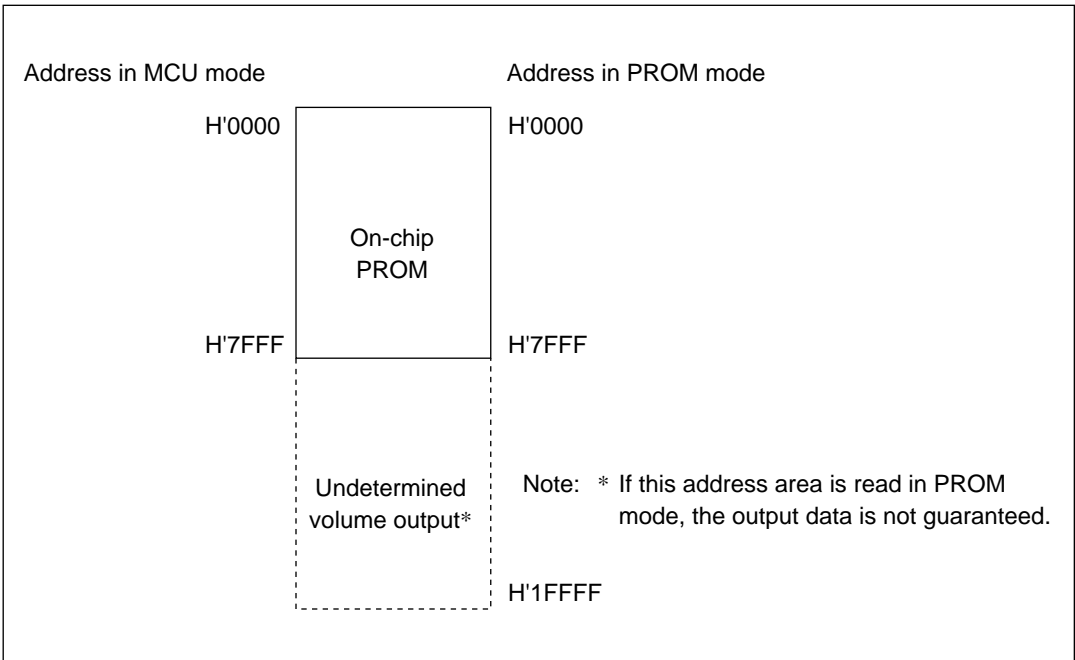 Address in MCU mode
Address in PROM mode
H'0000
H'0000
On-chip
PROM
H'7FFF
H'7FFF
Undetermined
volume output*
Note: * If this address area is read in PROM
mode, the output data is not guaranteed.
H'1FFFF